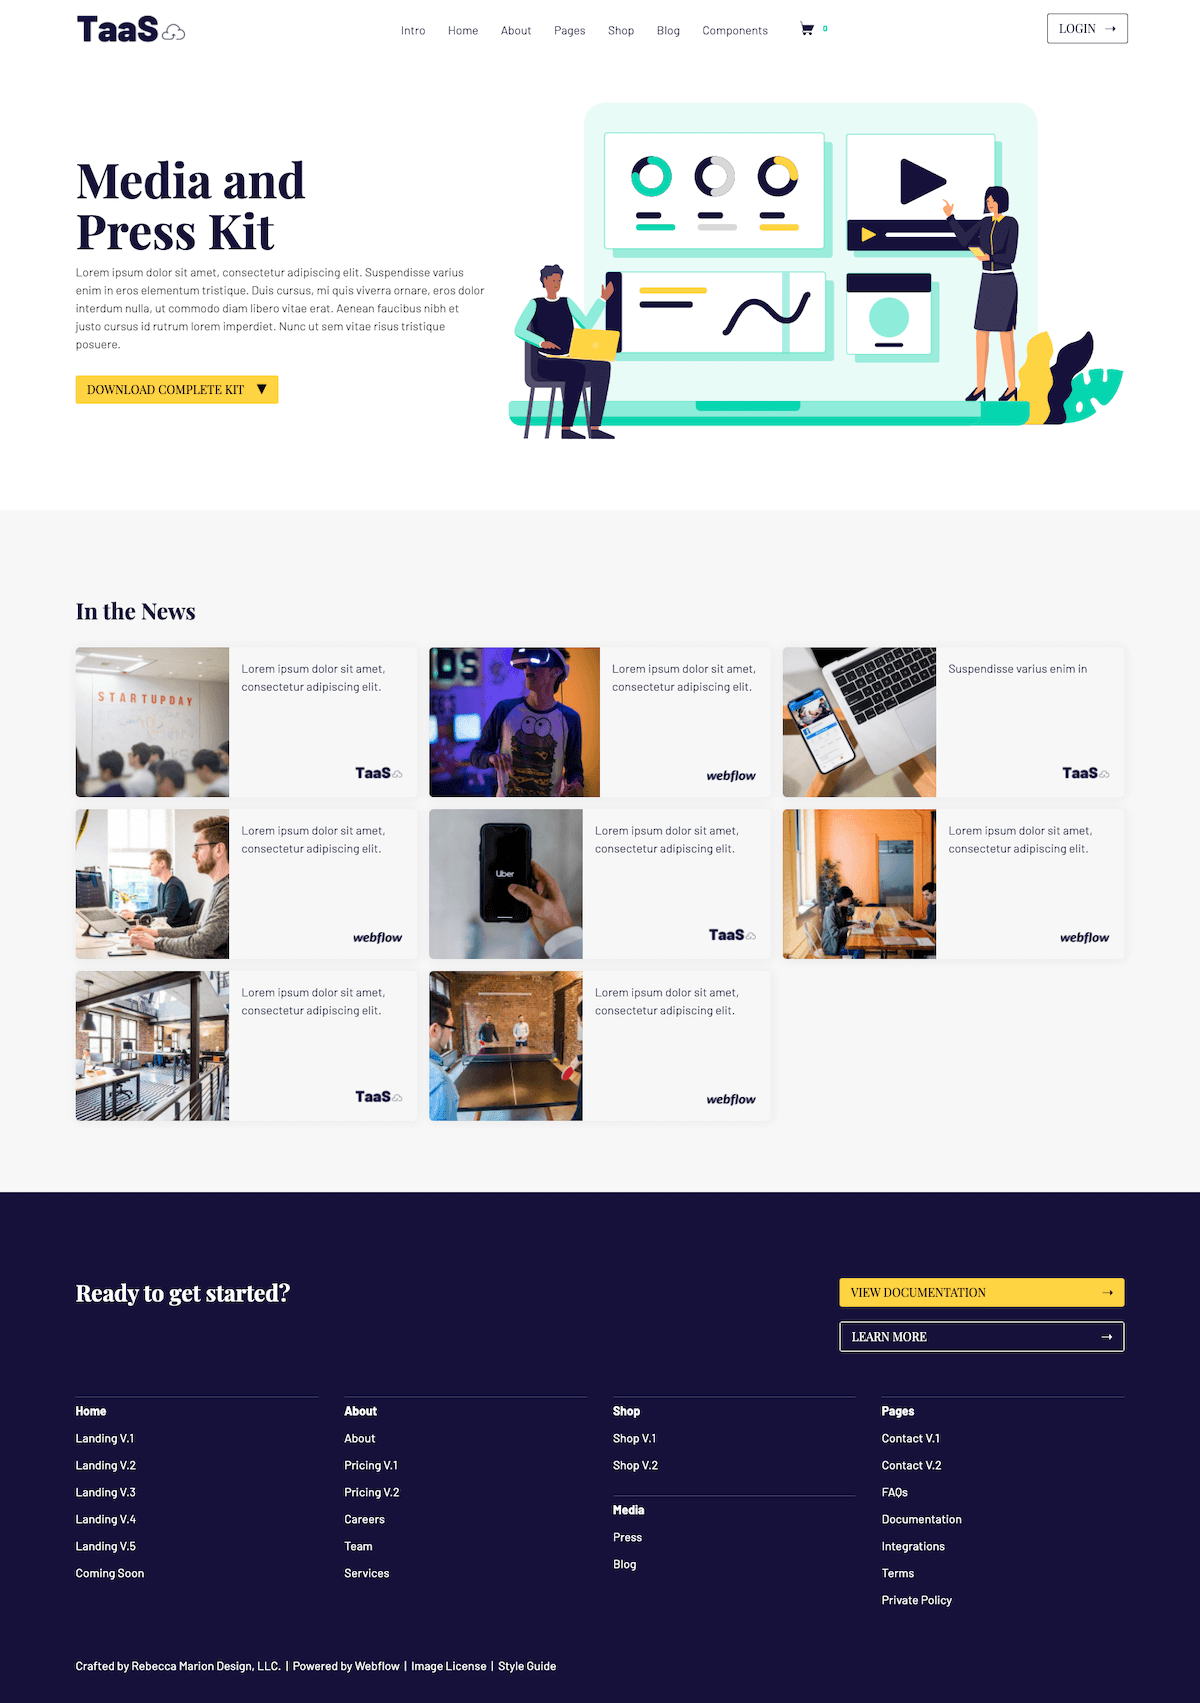 TaaS
Intro Home About Pages Shop Blog Components 0 LOGIN →
Media and
Press Kit
Lorem ipsum dolor sit amet, consectetur adipiscing elit. Suspendisse varius
enim in eros elementum tristique. Duis cursus, mi quis viverra ornare, eros dolor
interdum nulla, ut commodo diam libero vitae erat. Aenean faucibus nibh et
justo cursus id rutrum lorem imperdiet. Nunc ut sem vitae risus tristique
posuere.
DOWNLOAD COMPLETE KIT ▼
In the News
STARTUPDAY
Lorem ipsum dolor sit amet,
consectetur adipiscing elit.
TaaS
Lorem ipsum dolor sit amet,
consectetur adipiscing elit.
webflow
Suspendisse varius enim in
TaaS
Lorem ipsum dolor sit amet,
consectetur adipiscing elit.
webflow
Uber
Lorem ipsum dolor sit amet,
consectetur adipiscing elit.
TaaS
Lorem ipsum dolor sit amet,
consectetur adipiscing elit.
webflow
Lorem ipsum dolor sit amet,
consectetur adipiscing elit.
TaaS
Lorem ipsum dolor sit amet,
consectetur adipiscing elit.
webflow
Ready to get started?
VIEW DOCUMENTATION →
LEARN MORE →
Home
Landing V.1
Landing V.2
Landing V.3
Landing V.4
Landing V.5
Coming Soon
About
About
Pricing V.1
Pricing V.2
Careers
Team
Services
Shop
Shop V.1
Shop V.2
Media
Press
Blog
Pages
Contact V.1
Contact V.2
FAQs
Documentation
Integrations
Terms
Private Policy
Crafted by Rebecca Marion Design, LLC. | Powered by Webflow | Image License | Style Guide